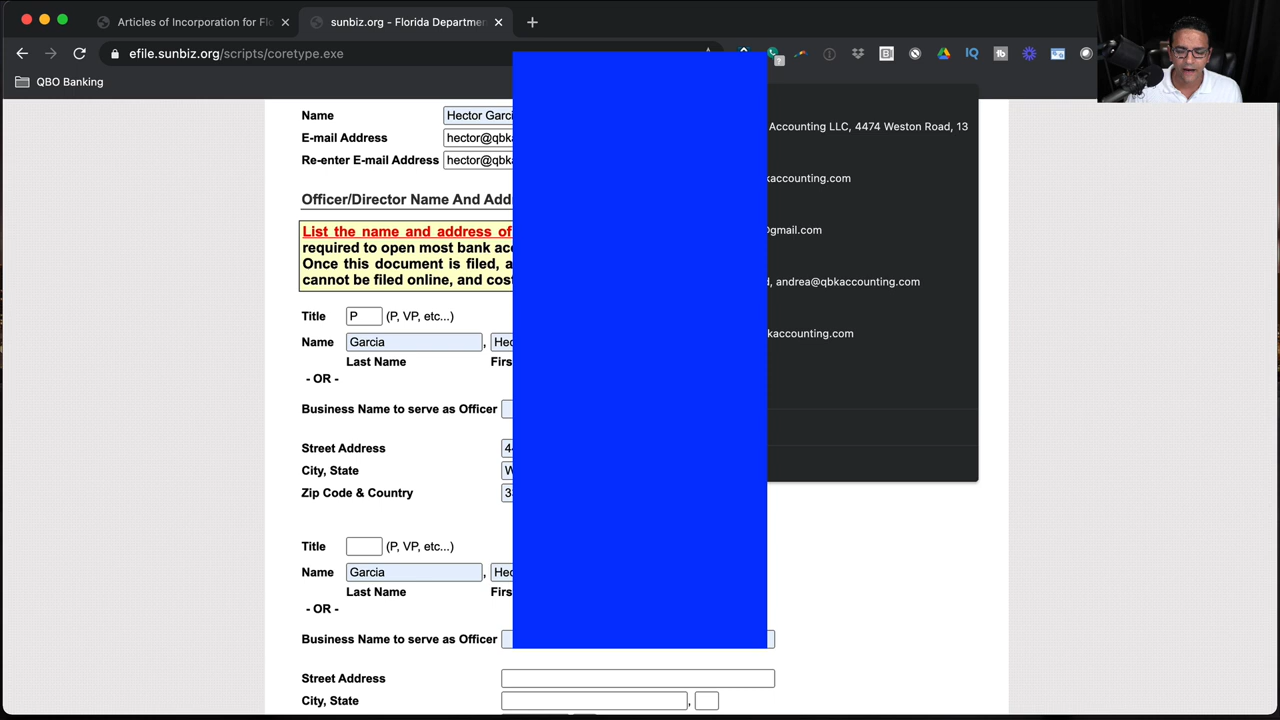 Articles of Incorporation for Flo
sunbiz.org - Florida Departmen
efile.sunbiz.org/scripts/coretype.exe
7
QBO Banking
Name
Hector Garci
E-mail Address
hector@qbk
Re-enter E-mail Address
hector@qbk
Accounting LLC, 4474 Weston Road, 13
kaccounting.com
@gmail.com
d, andrea@qbkaccounting.com
kaccounting.com
Officer/Director Name And Add
List the name and address of
required to open most bank acc
Once this document is filed, a
cannot be filed online, and cost
Title P (P, VP, etc...)
Name Garcia , Hec
Last Name Firs
- OR -
Business Name to serve as Officer
Street Address 44
City, State W
Zip Code & Country 33
Title (P, VP, etc...)
Name Garcia , Hec
Last Name Firs
- OR -
Business Name to serve as Officer
Street Address
City, State ,